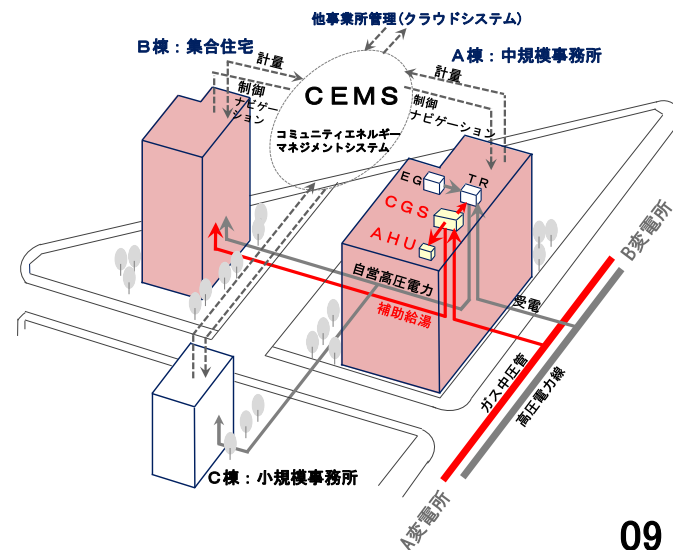 他事業所管理(クラウドシステム)
B棟：集合住宅
A棟：中規模事務所
計量
計量
制御
ナビゲー
ション
制御
ナビゲーション
CEMS
コミュニティエネルギー
マネジメントシステム
EG
TR
CGS
AHU
自営高圧電力
補助給湯
受電
B変電所
ガス中圧管
高圧電力線
C棟：小規模事務所
A変電所
09